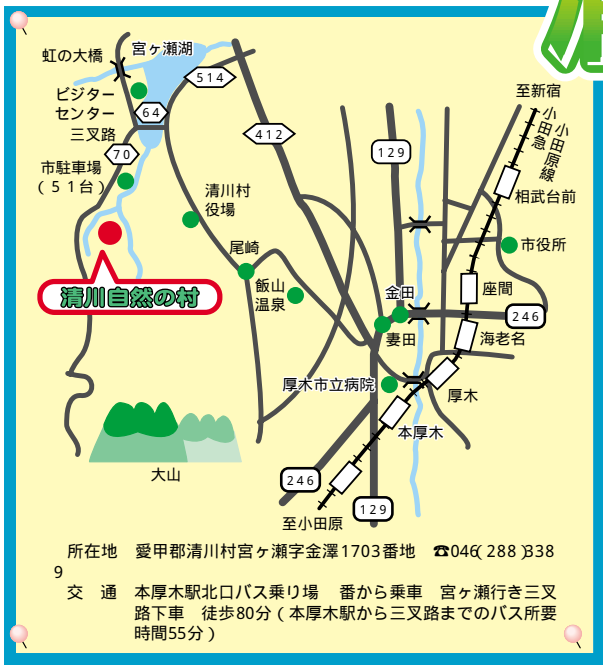 虹の大橋
宮ヶ瀬湖
514
ビジター
センター
64
三叉路
70
412
129
至新宿
小田急
小田原線
市駐車場
(51台)
清川村
役場
相武台前
市役所
尾崎
清川自然の村
飯山
温泉
金田
座間
246
妻田
海老名
厚木市立病院
厚木
本厚木
大山
246
129
至小田原
所在地 愛甲郡清川村宮ヶ瀬字金澤1703番地 ☎046(288)338
9
交 通 本厚木駅北口バス乗り場 番から乗車 宮ヶ瀬行き三叉
路下車 徒歩80分(本厚木駅から三叉路までのバス所要
時間55分)